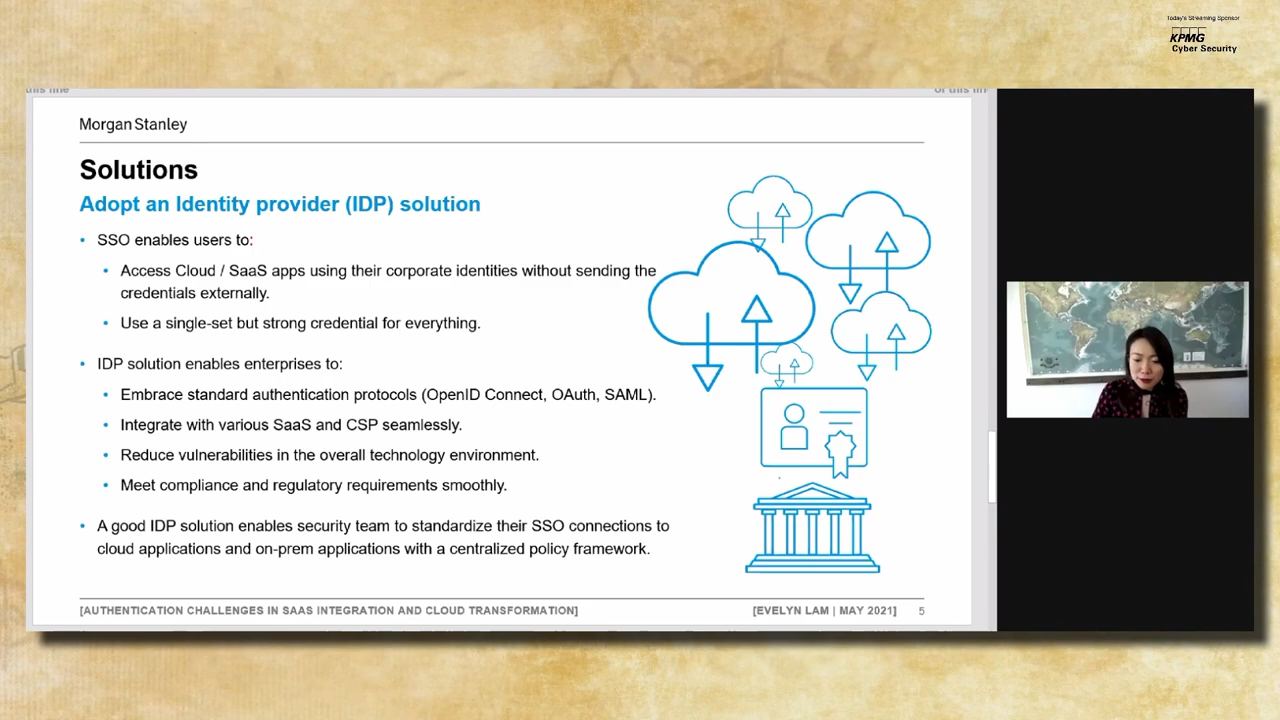 Today's Streaming Sponsor
KPMG
Cyber Security
this line
of this line
Morgan Stanley
Solutions
Adopt an Identity provider (IDP) solution
• SSO enables users to:
• Access Cloud / SaaS apps using their corporate identities without sending the
credentials externally.
• Use a single-set but strong credential for everything.
• IDP solution enables enterprises to:
• Embrace standard authentication protocols (OpenID Connect, OAuth, SAML).
• Integrate with various SaaS and CSP seamlessly.
• Reduce vulnerabilities in the overall technology environment.
• Meet compliance and regulatory requirements smoothly.
• A good IDP solution enables security team to standardize their SSO connections to
cloud applications and on-prem applications with a centralized policy framework.
[AUTHENTICATION CHALLENGES IN SAAS INTEGRATION AND CLOUD TRANSFORMATION]
[EVELYN LAM | MAY 2021] 5